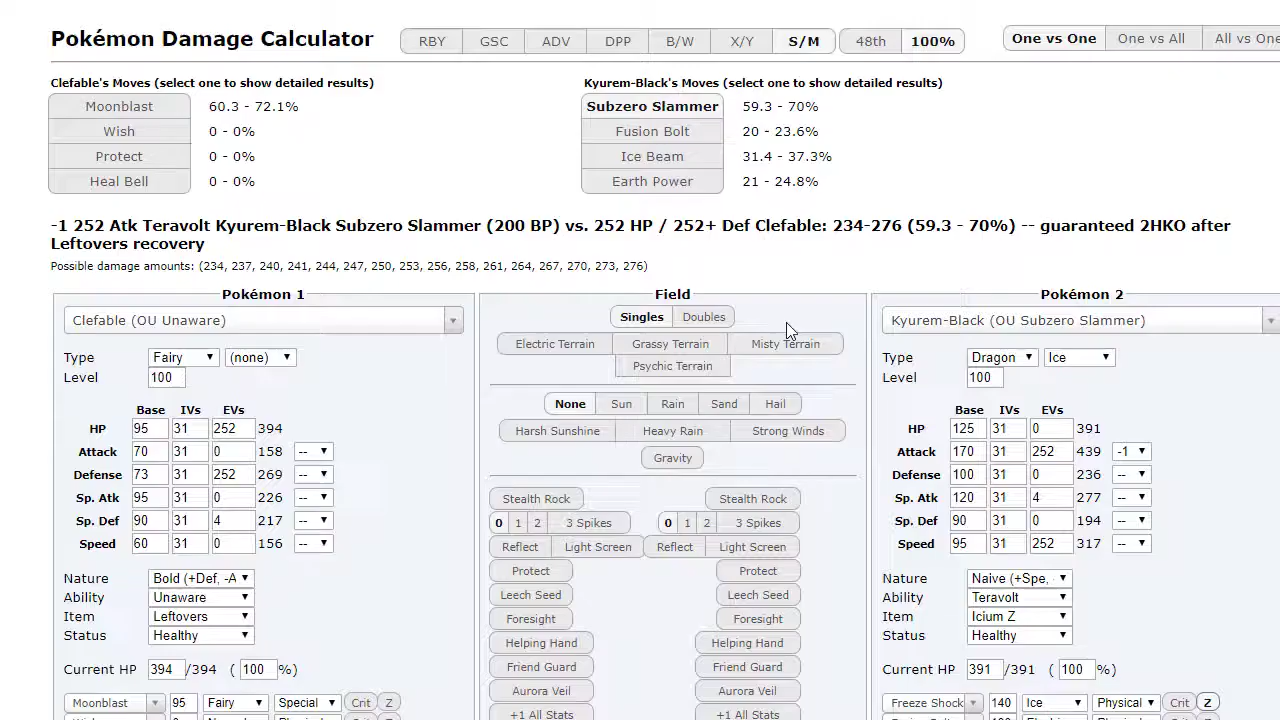 Pokémon Damage Calculator RBY GSC ADV DPP B/W X/Y S/M 48th 100% One vs One One vs All All vs One
Clefable's Moves (select one to show detailed results) Kyurem-Black's Moves (select one to show detailed results)
Moonblast 60.3 - 72.1% Subzero Slammer 59.3 - 70%
Wish 0 - 0% Fusion Bolt 20 - 23.6%
Protect 0 - 0% Ice Beam 31.4 - 37.3%
Heal Bell 0 - 0% Earth Power 21 - 24.8%
-1 252 Atk Teravolt Kyurem-Black Subzero Slammer (200 BP) vs. 252 HP / 252+ Def Clefable: 234-276 (59.3 - 70%) -- guaranteed 2HKO after
Leftovers recovery
Possible damage amounts: (234, 237, 240, 241, 244, 247, 250, 253, 256, 258, 261, 264, 267, 270, 273, 276)
Pokémon 1
Clefable (OU Unaware)
Type Fairy (none)
Level 100
Base IVs EVs
HP 95 31 252 394
Attack 70 31 0 158 --
Defense 73 31 252 269 --
Sp. Atk 95 31 0 226 --
Sp. Def 90 31 4 217 --
Speed 60 31 0 156 --
Nature Bold (+Def, -A
Ability Unaware
Item Leftovers
Status Healthy
Current HP 394 /394 ( 100 %)
Moonblast 95 Fairy Special Crit Z
Field
Singles Doubles
Electric Terrain Grassy Terrain Misty Terrain
Psychic Terrain
None Sun Rain Sand Hail
Harsh Sunshine Heavy Rain Strong Winds
Gravity
Stealth Rock Stealth Rock
0 1 2 3 Spikes 0 1 2 3 Spikes
Reflect Light Screen Reflect Light Screen
Protect Protect
Leech Seed Leech Seed
Foresight Foresight
Helping Hand Helping Hand
Friend Guard Friend Guard
Aurora Veil Aurora Veil
+1 All Stats +1 All Stats
Pokémon 2
Kyurem-Black (OU Subzero Slammer)
Type Dragon Ice
Level 100
Base IVs EVs
HP 125 31 0 391
Attack 170 31 252 439 -1
Defense 100 31 0 236 --
Sp. Atk 120 31 4 277 --
Sp. Def 90 31 0 194 --
Speed 95 31 252 317 --
Nature Naive (+Spe,
Ability Teravolt
Item Icium Z
Status Healthy
Current HP 391 /391 ( 100 %)
Freeze Shock 140 Ice Physical Crit Z